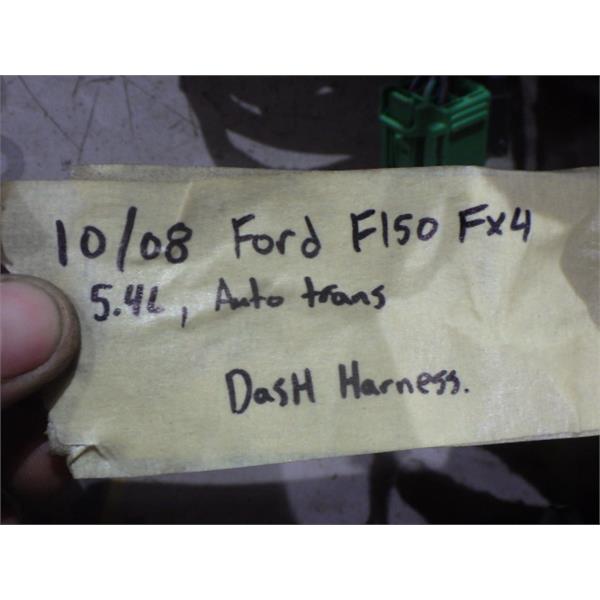 10/08 Ford F150 Fx4
5.4L, Auto trans
DasH Harness.